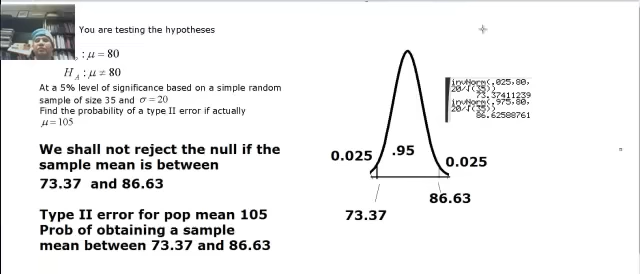 You are testing the hypotheses
: μ = 80
H A : μ ≠ 80
At a 5% level of significance based on a simple random
sample of size 35 and σ = 20
Find the probability of a type II error if actually
μ = 105
We shall not reject the null if the
sample mean is between
73.37 and 86.63
Type II error for pop mean 105
Prob of obtaining a sample
mean between 73.37 and 86.63
0.025
.95
0.025
73.37
86.63
invNorm(.025,80,
20/√(35))
73.37411239
invNorm(.975,80,
20/√(35))
86.62588761